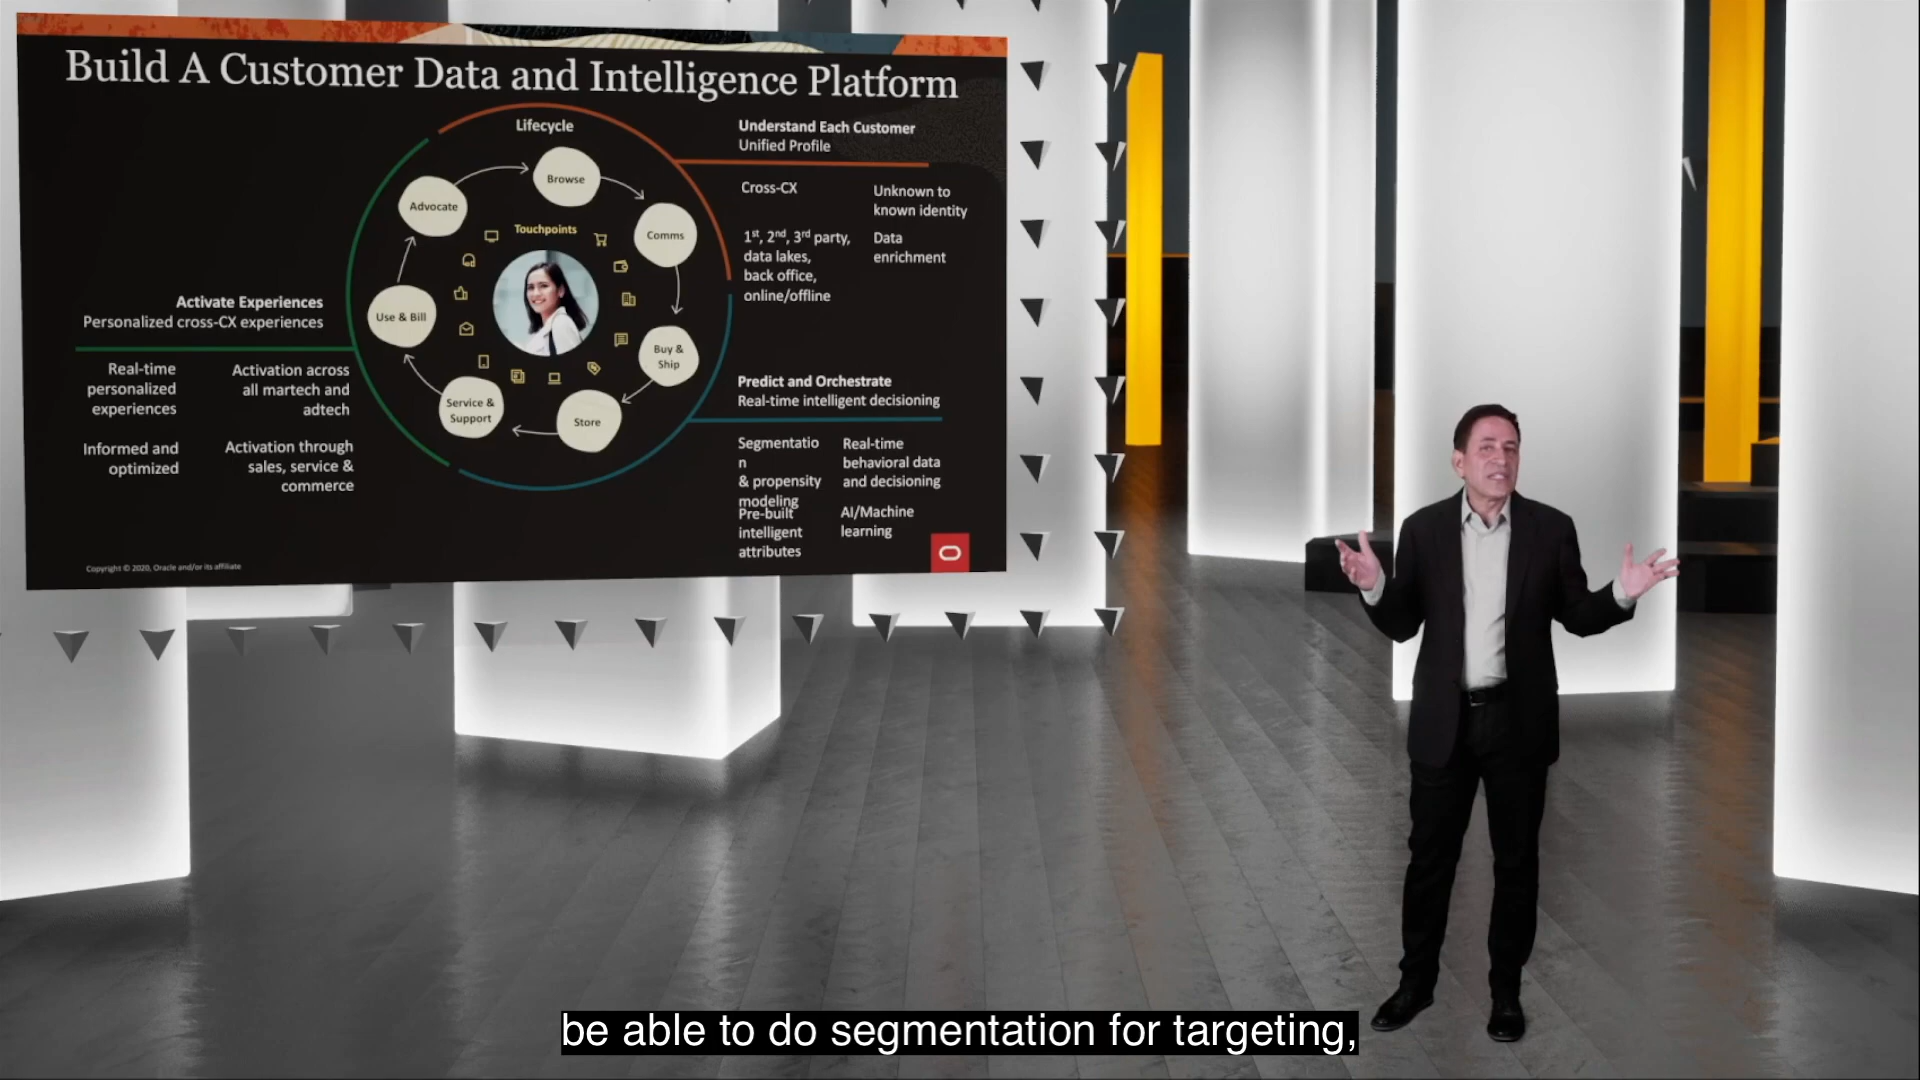 Build A Customer Data and Intelligence Platform
Lifecycle
Browse
Comms
Buy &
Ship
Store
Service &
Support
Use & Bill
Advocate
Touchpoints
Understand Each Customer
Unified Profile
Cross-CX
Unknown to
known identity
1st, 2nd, 3rd party,
data lakes,
back office,
online/offline
Data
enrichment
Activate Experiences
Personalized cross-CX experiences
Real-time
personalized
experiences
Activation across
all martech and
adtech
Informed and
optimized
Activation through
sales, service &
commerce
Predict and Orchestrate
Real-time intelligent decisioning
Segmentatio
n
& propensity
modeling
Real-time
behavioral data
and decisioning
Pre-built
intelligent
attributes
AI/Machine
learning
Copyright © 2020, Oracle and/or its affiliate
be able to do segmentation for targeting,